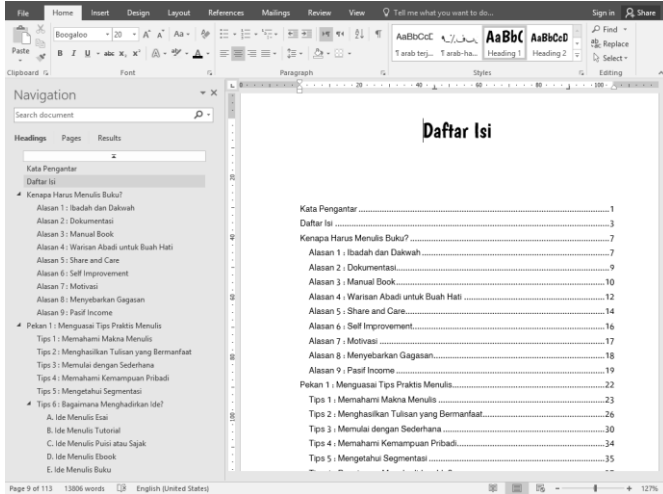 File Home Insert Design Layout References Mailings Review View Tell me what you want to do... Sign in Share
Paste
Boogaloo 20 A A Aa
B I U abc X₂ X² A A
AaBbCcE AaBb( AaBbCcD
T arab terj... T arab-ha... Heading 1 Heading 2
Find
Replace
Select
Clipboard Font Paragraph Styles Editing
Navigation
Search document
Headings Pages Results
Kata Pengantar
Daftar Isi
Kenapa Harus Menulis Buku?
Alasan 1 : Ibadah dan Dakwah
Alasan 2 : Dokumentasi
Alasan 3 : Manual Book
Alasan 4 : Warisan Abadi untuk Buah Hati
Alasan 5 : Share and Care
Alasan 6 : Self Improvement
Alasan 7 : Motivasi
Alasan 8 : Menyebarkan Gagasan
Alasan 9 : Pasif Income
Pekan 1 : Menguasai Tips Praktis Menulis
Tips 1 : Memahami Makna Menulis
Tips 2 : Menghasilkan Tulisan yang Bermanfaat
Tips 3 : Memulai dengan Sederhana
Tips 4 : Memahami Kemampuan Pribadi
Tips 5 : Mengetahui Segmentasi
Tips 6 : Bagaimana Menghadirkan Ide?
A. Ide Menulis Esai
B. Ide Menulis Tutorial
C. Ide Menulis Puisi atau Sajak
D. Ide Menulis Ebook
E. Ide Menulis Buku
Daftar Isi
Kata Pengantar 1
Daftar Isi 3
Kenapa Harus Menulis Buku? 7
Alasan 1 : Ibadah dan Dakwah 7
Alasan 2 : Dokumentasi 9
Alasan 3 : Manual Book 10
Alasan 4 : Warisan Abadi untuk Buah Hati 12
Alasan 5 : Share and Care 14
Alasan 6 : Self Improvement 16
Alasan 7 : Motivasi 17
Alasan 8 : Menyebarkan Gagasan 18
Alasan 9 : Pasif Income 19
Pekan 1 : Menguasai Tips Praktis Menulis 22
Tips 1 : Memahami Makna Menulis 23
Tips 2 : Menghasilkan Tulisan yang Bermanfaat 26
Tips 3 : Memulai dengan Sederhana 30
Tips 4 : Memahami Kemampuan Pribadi 34
Tips 5 : Mengetahui Segmentasi 35
Page 9 of 113 13806 words English (United States) 127%